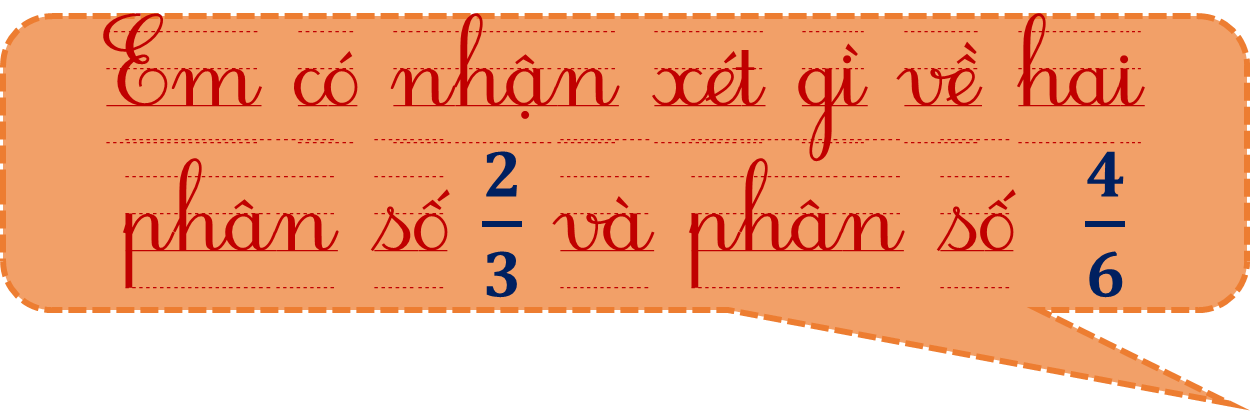 Em có nhận xét gì về hai
phân số 2/3 và phân số 4/6